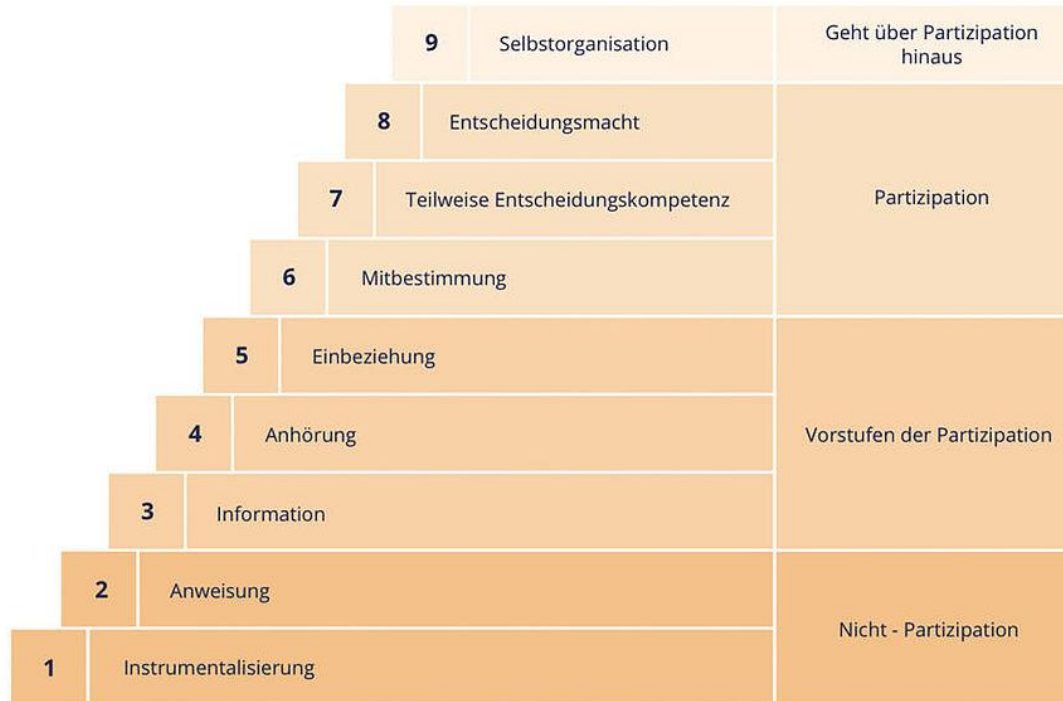 9 Selbstorganisation Geht über Partizipation
hinaus
8 Entscheidungsmacht
7 Teilweise Entscheidungskompetenz Partizipation
6 Mitbestimmung
5 Einbeziehung
4 Anhörung Vorstufen der Partizipation
3 Information
2 Anweisung
Nicht - Partizipation
1 Instrumentalisierung